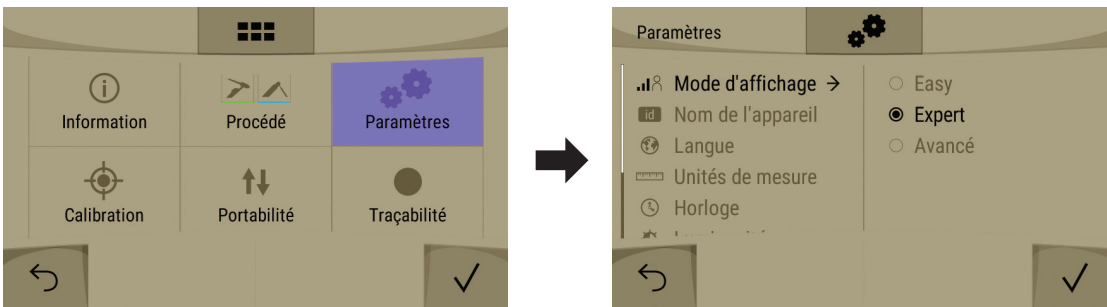 Information
Procédé
Paramètres
Calibration
Portabilité
Traçabilité
Paramètres
Mode d'affichage
Easy
id Nom de l'appareil
Expert
Langue
Avancé
Unités de mesure
Horloge